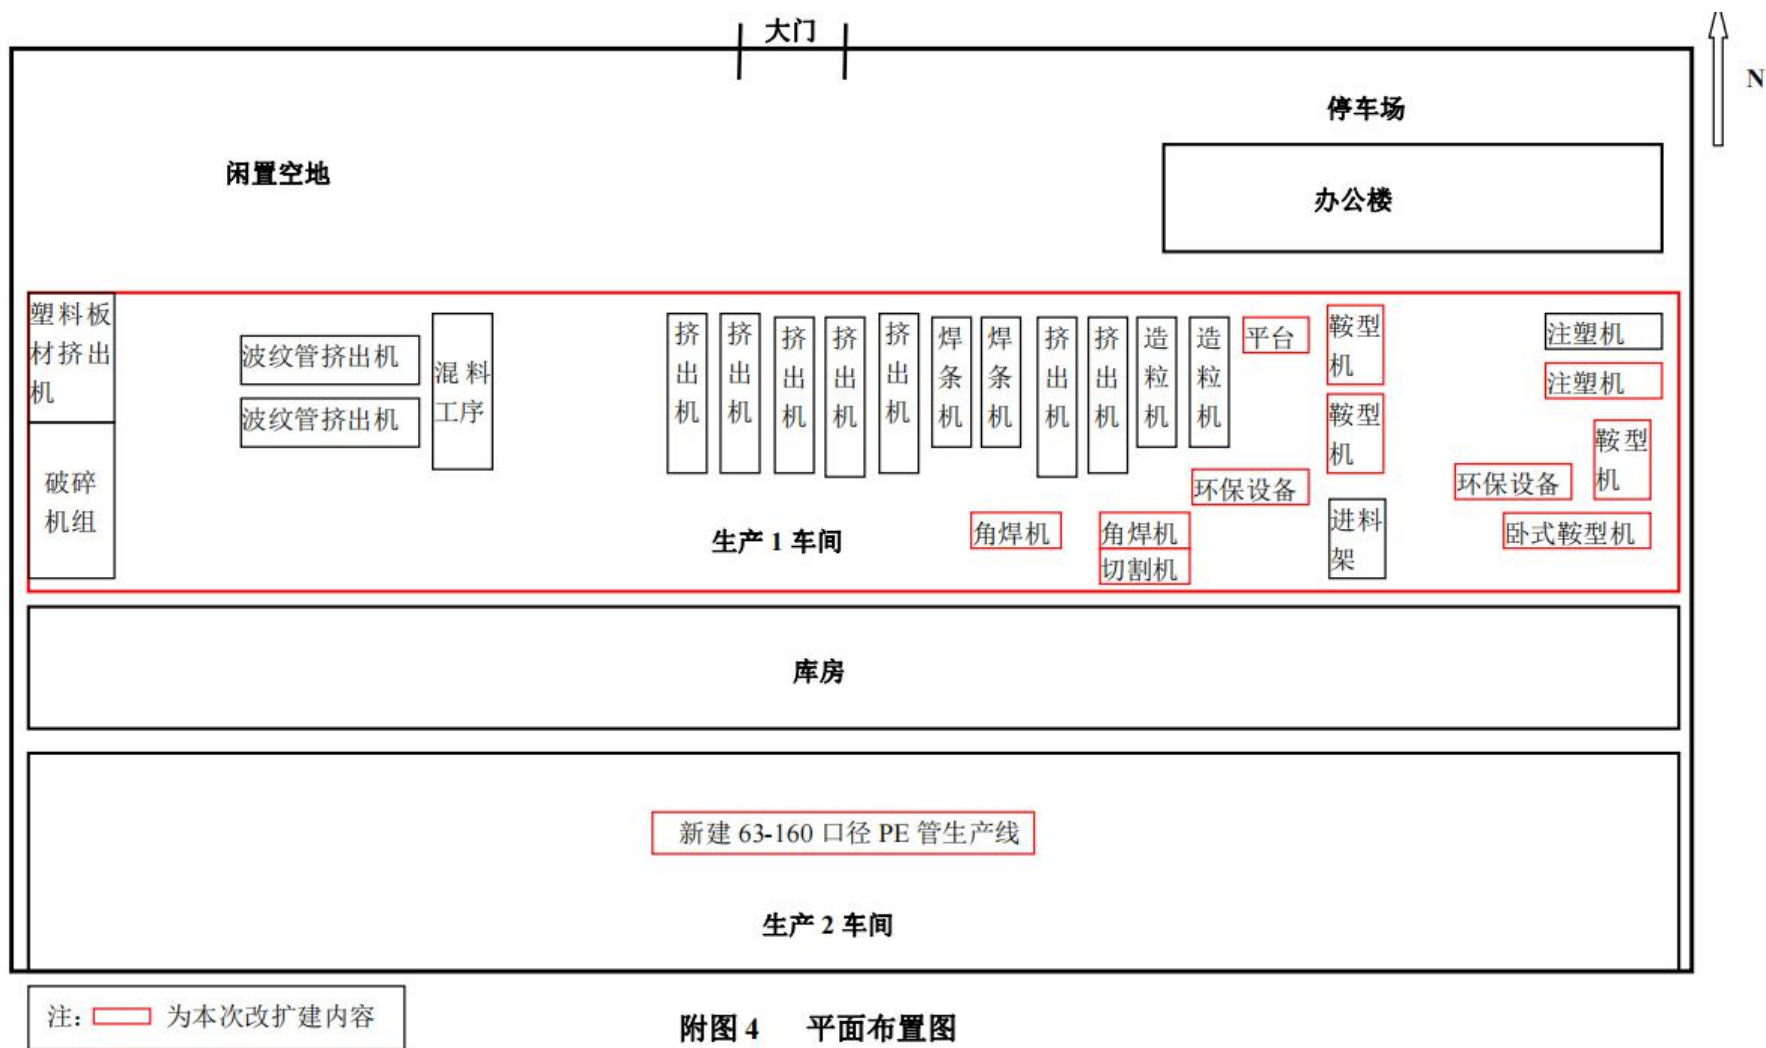 大门
N
停车场
闲置空地
办公楼
塑料板
材挤出
机
破碎
机组
波纹管挤出机
波纹管挤出机
混料
工序
挤出机
挤出机
挤出机
挤出机
挤出机
焊条机
焊条机
挤出机
挤出机
造粒机
造粒机
平台
鞍型
机
鞍型
机
注塑机
注塑机
鞍型
机
环保设备
环保设备
角焊机
角焊机
切割机
进料
架
卧式鞍型机
生产 1 车间
库房
新建 63-160 口径 PE 管生产线
生产 2 车间
注: 为本次改扩建内容
附图 4 平面布置图